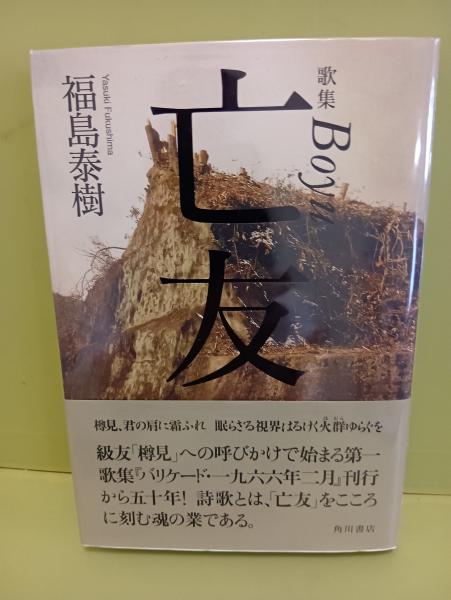 歌集 Boyu
亡友
福島泰樹
Yasuki Fukushima
樽見、君の肩に霜ふれ　眠らざる視界はるけく火群ゆらぐを
ほむら
級友「樽見」への呼びかけで始まる第一
歌集『バリケード・一九六六年二月』刊行
から五十年！ 詩歌とは、「亡友」をこころ
に刻む魂の業である。
角川書店